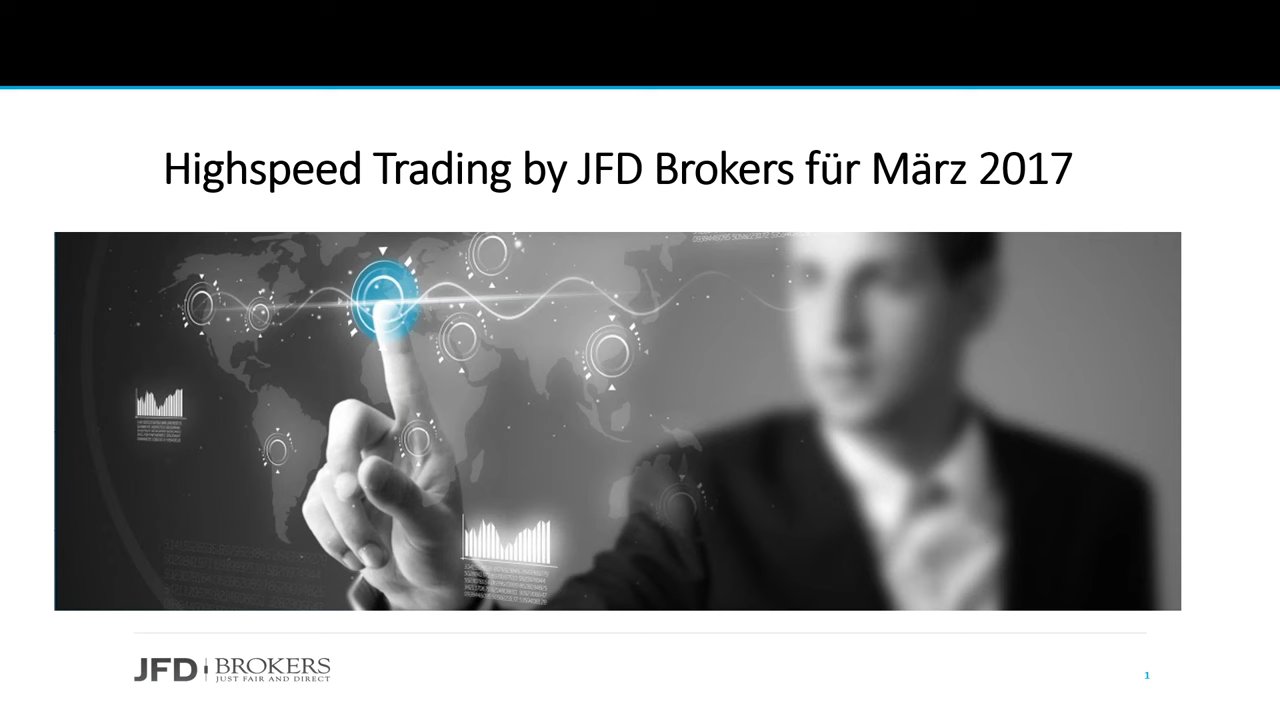 Highspeed Trading by JFD Brokers für März 2017
JFD BROKERS
JUST FAIR AND DIRECT
1